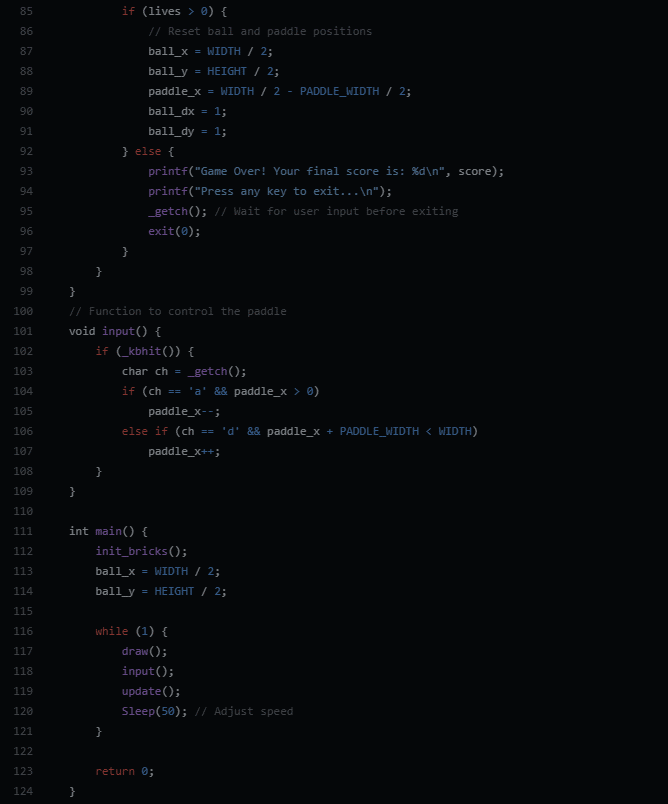 85 if (lives > 0) {
86 // Reset ball and paddle positions
87 ball_x = WIDTH / 2;
88 ball_y = HEIGHT / 2;
89 paddle_x = WIDTH / 2 - PADDLE_WIDTH / 2;
90 ball_dx = 1;
91 ball_dy = 1;
92 } else {
93 printf("Game Over! Your final score is: %d\n", score);
94 printf("Press any key to exit...\n");
95 _getch(); // Wait for user input before exiting
96 exit(0);
97 }
98 }
99 }
100 // Function to control the paddle
101 void input() {
102 if (_kbhit()) {
103 char ch = _getch();
104 if (ch == 'a' && paddle_x > 0)
105 paddle_x--;
106 else if (ch == 'd' && paddle_x + PADDLE_WIDTH < WIDTH)
107 paddle_x++;
108 }
109 }
110
111 int main() {
112 init_bricks();
113 ball_x = WIDTH / 2;
114 ball_y = HEIGHT / 2;
115
116 while (1) {
117 draw();
118 input();
119 update();
120 Sleep(50); // Adjust speed
121 }
122
123 return 0;
124 }